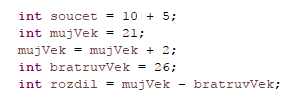 int soucet = 10 + 5;
int mujVek = 21;
mujVek = mujVek + 2;
int bratruvVek = 26;
int rozdil = mujVek - bratruvVek;